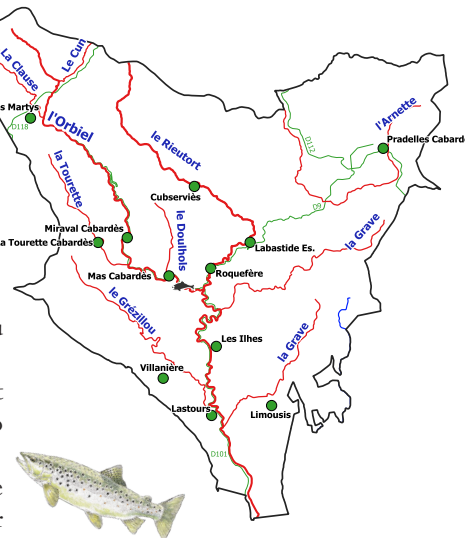 Le Cun
La Clause
s Martys
D118
l'Orbiel
l'Arnette
D112
Pradelles Cabard
le Rieutort
la Tourette
Cubserviès
D9
le Doulhols
la Grave
Miraval Cabardès
a Tourette Cabardès
Labastide Es.
Mas Cabardès
Roquefère
le Grézillou
Les Ilhes
la Grave
Villanière
Lastours
Limousis
D101